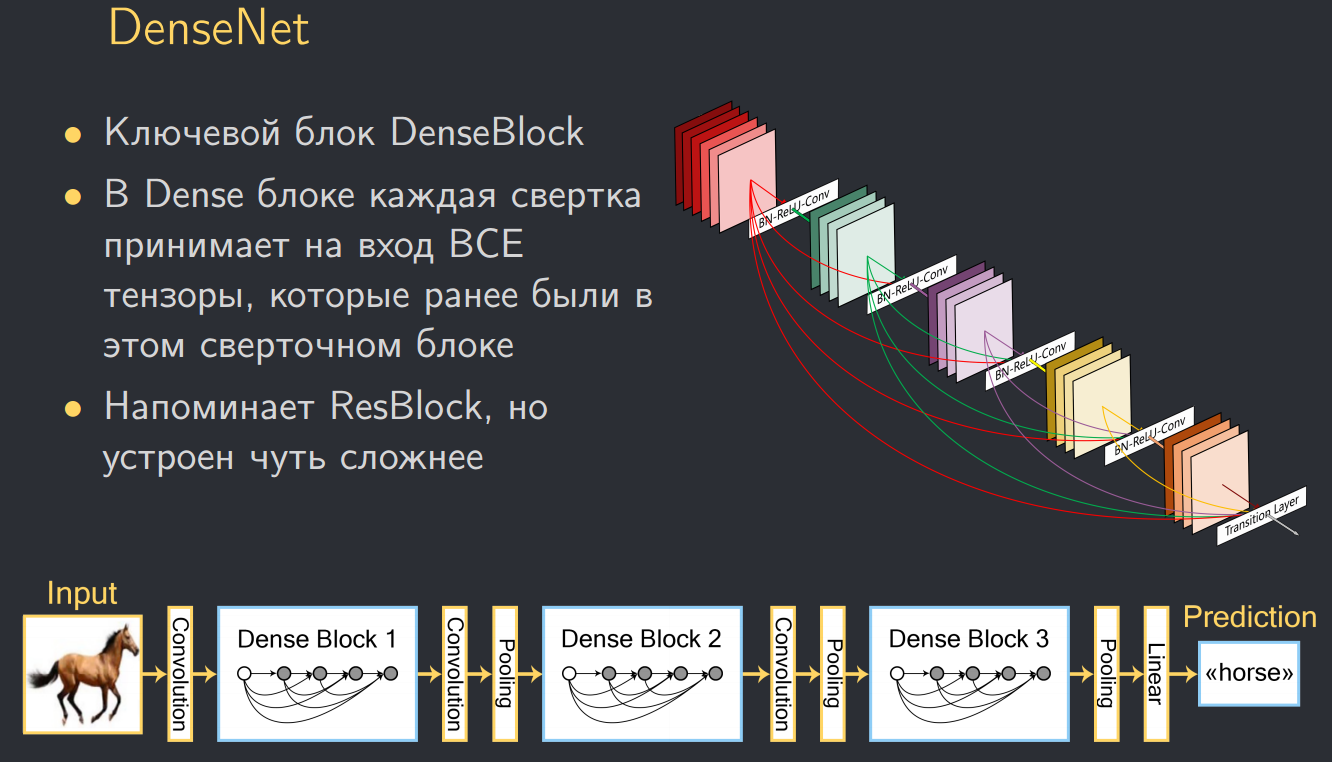 DenseNet
• Ключевой блок DenseBlock
• В Dense блоке каждая свертка
принимает на вход ВСЕ
тензоры, которые ранее были в
этом сверточном блоке
• Напоминает ResBlock, но
устроен чуть сложнее
BN-ReLU-Conv
BN-ReLU-Conv
BN-ReLU-Conv
BN-ReLU-Conv
Transition Layer
Input
Convolution
Dense Block 1
Convolution
Pooling
Dense Block 2
Convolution
Pooling
Dense Block 3
Pooling
Linear
Prediction
«horse»